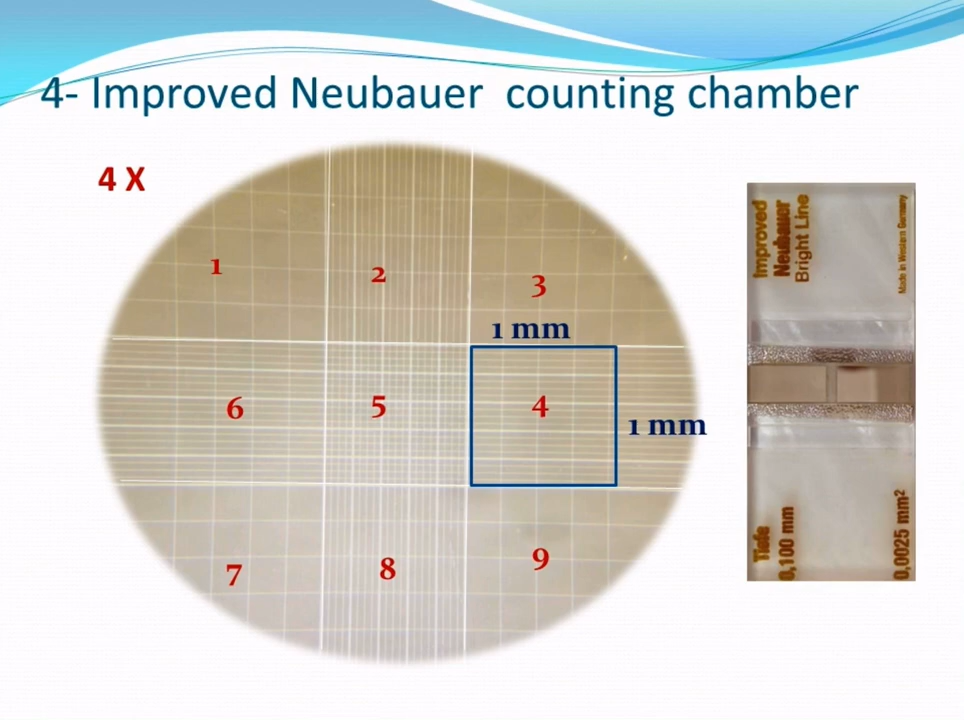 4- Improved Neubauer counting chamber
4 X
1
2
3
1 mm
6
5
4
1 mm
7
8
9
Improved
Neubauer
Bright Line
Made in Western Germany
Tiefe
0,100 mm
0,0025 mm²